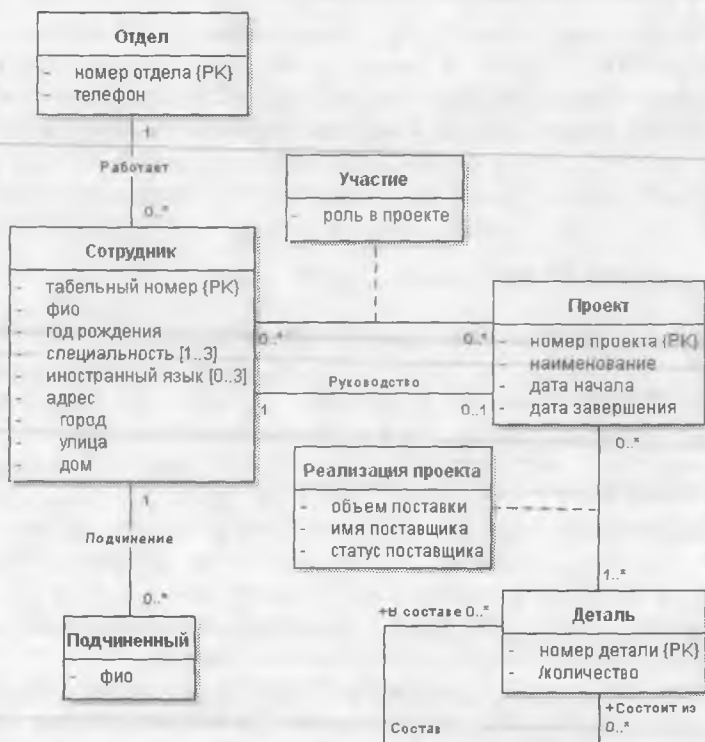 Отдел
- номер отдела {PK}
- телефон
1
Работает
0..*
Участие
- роль в проекте
Сотрудник
- табельный номер {PK}
- фио
- год рождения
- специальность [1..3]
- иностранный язык [0..3]
- адрес
город
улица
дом
0..*
0..*
Проект
- номер проекта {PK}
- наименование
- дата начала
- дата завершения
Руководство
1
0..1
0..*
Реализация проекта
- объем поставки
- имя поставщика
- статус поставщика
1
Подчинение
0..*
1..*
Подчиненный
- фио
+В составе 0..*
Деталь
- номер детали {PK}
- /количество
+Состоит из
0..*
Состав